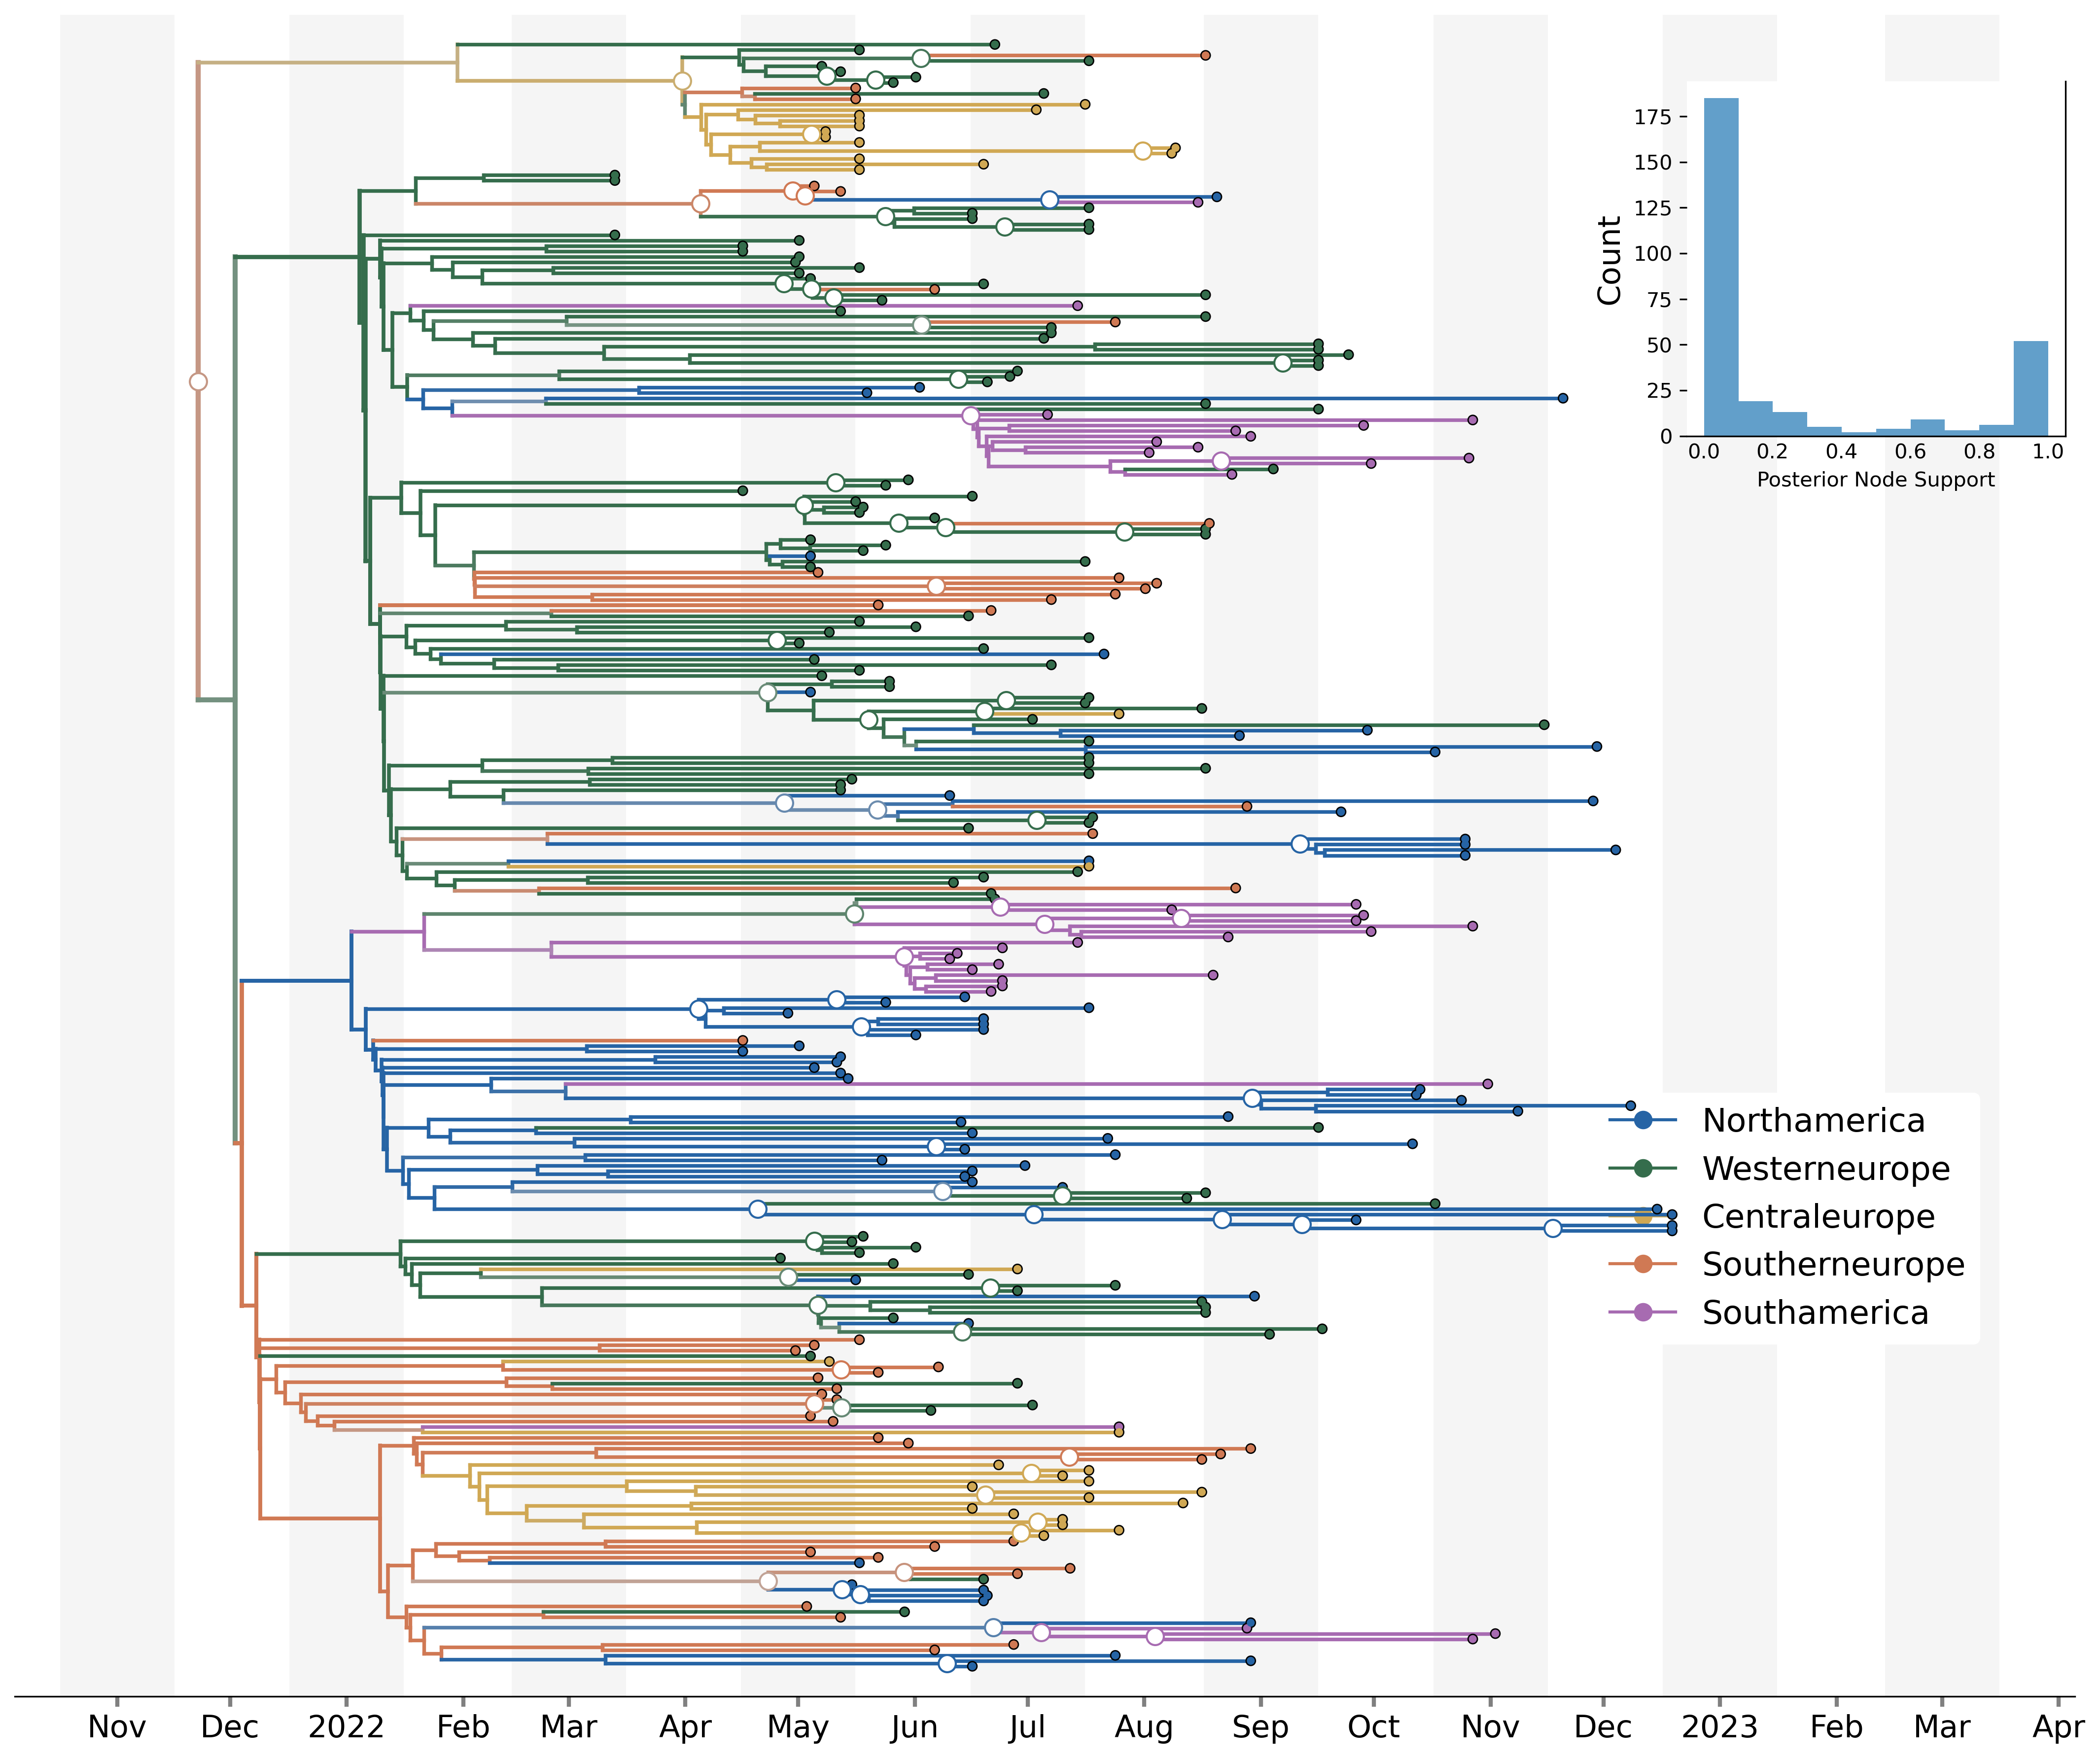 175
150
125
100
75
50
25
0
Count
0.0 0.2 0.4 0.6 0.8 1.0
Posterior Node Support
Northamerica
Westerneurope
Centraleurope
Southerneurope
Southamerica
Nov Dec 2022 Feb Mar Apr May Jun Jul Aug Sep Oct Nov Dec 2023 Feb Mar Apr